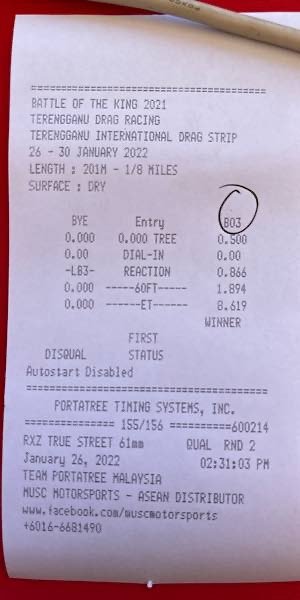 ========================================
BATTLE OF THE KING 2021
TERENGGANU DRAG RACING
TERENGGANU INTERNATIONAL DRAG STRIP
26 - 30 JANUARY 2022
LENGTH : 201M - 1/8 MILES
SURFACE : DRY
BYE Entry B03
0.000 0.000 TREE 0.500
0.00 DIAL-IN 0.00
-LB3- REACTION 0.866
0.000 -----60FT----- 1.894
0.000 ------ET------ 8.619
WINNER
FIRST
DISQUAL STATUS
Autostart Disabled
========================================
PORTATREE TIMING SYSTEMS, INC.
=============== 155/156 ==========600214
RXZ TRUE STREET 61mm QUAL RND 2
January 26, 2022 02:31:03 PM
TEAM PORTATREE MALAYSIA
MUSC MOTORSPORTS - ASEAN DISTRIBUTOR
www.facebook.com/muscmotorsports
+6016-6681490